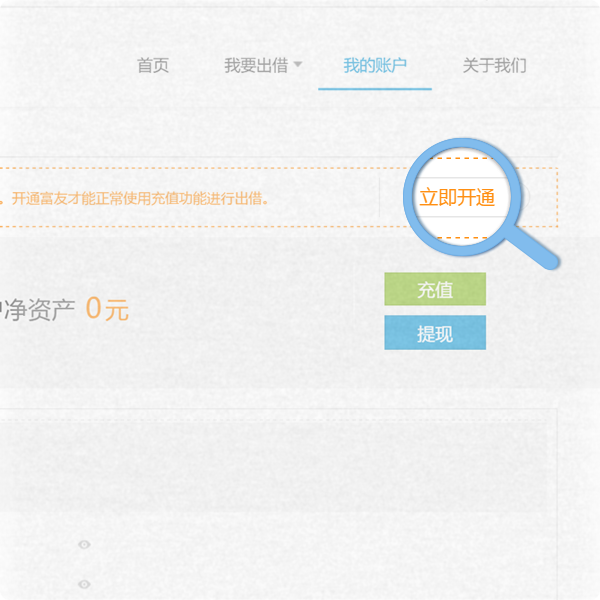 首页 我要出借 我的账户 关于我们
。开通富友才能正常使用充值功能进行出借。 立即开通
净资产 0元
充值
提现